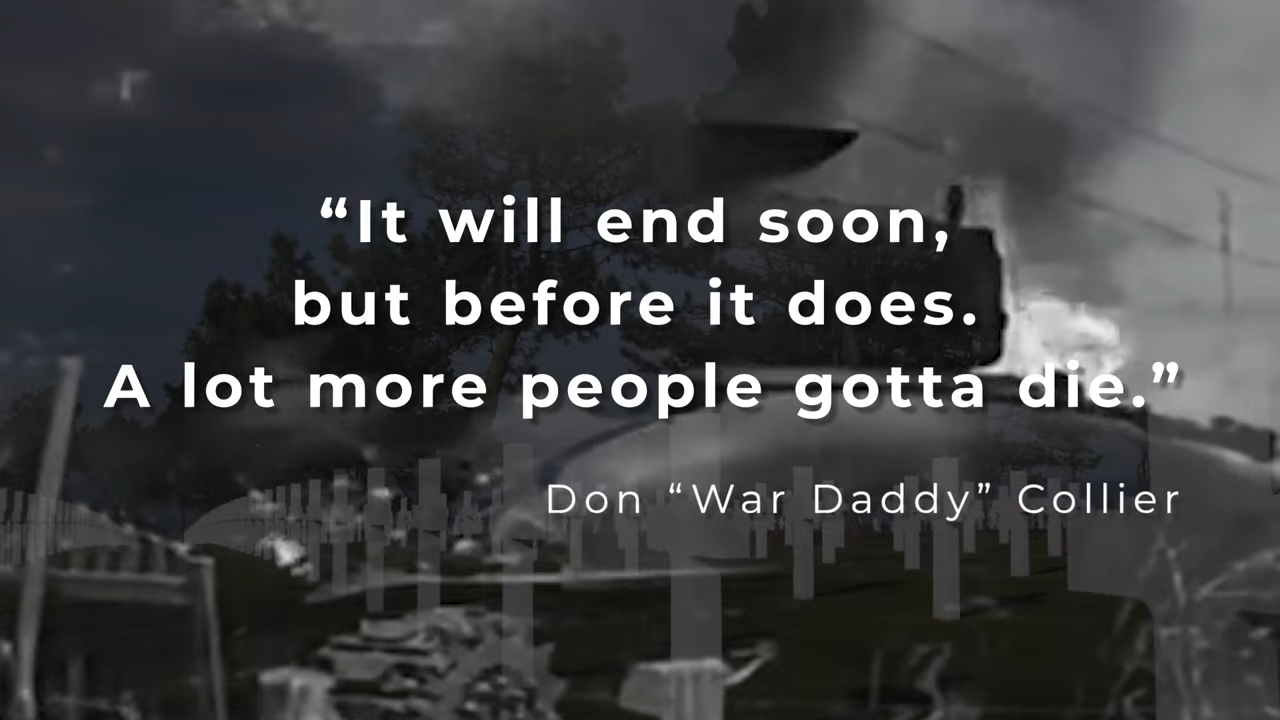 “It will end soon,
but before it does.
A lot more people gotta die.”
Don “War Daddy” Collier